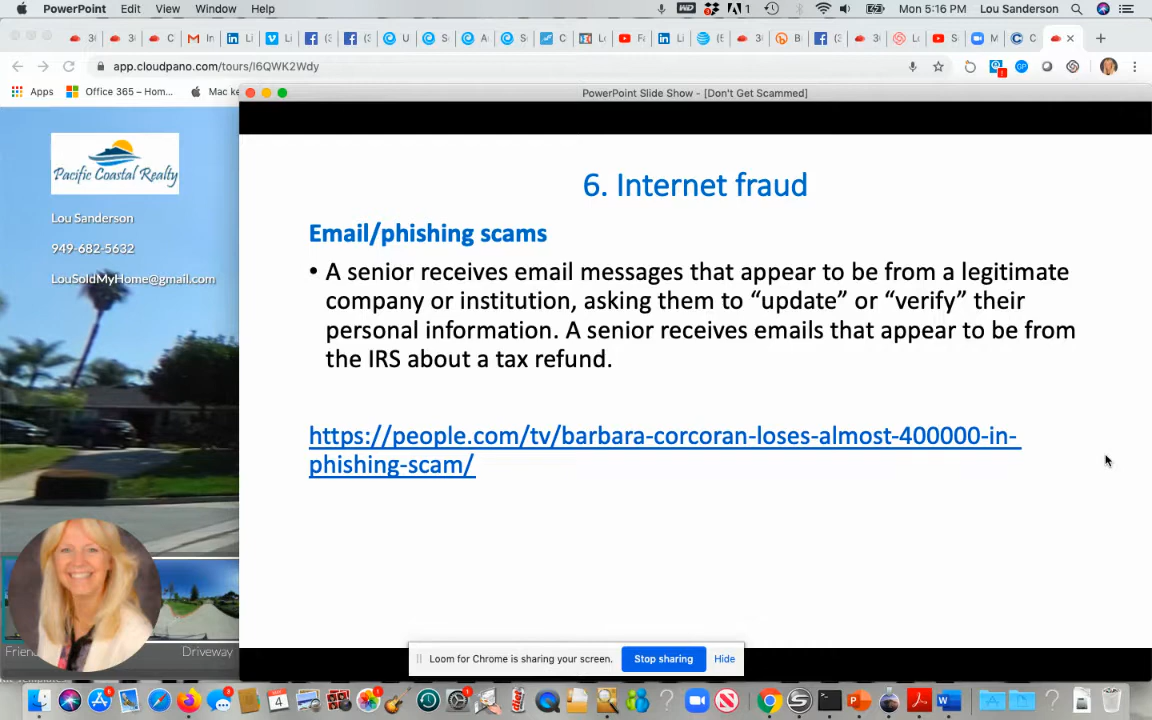 PowerPoint Edit View Window Help Mon 5:16 PM Lou Sanderson
app.cloudpano.com/tours/I6QWK2Wdy
Apps Office 365 – Hom... Mac ke
PowerPoint Slide Show - [Don't Get Scammed]
Pacific Coastal Realty
Lou Sanderson
949-682-5632
LouSoldMyHome@gmail.com
6. Internet fraud
Email/phishing scams
• A senior receives email messages that appear to be from a legitimate
company or institution, asking them to “update” or “verify” their
personal information. A senior receives emails that appear to be from
the IRS about a tax refund.
https://people.com/tv/barbara-corcoran-loses-almost-400000-in-
phishing-scam/
Frien
Driveway
Loom for Chrome is sharing your screen. Stop sharing Hide